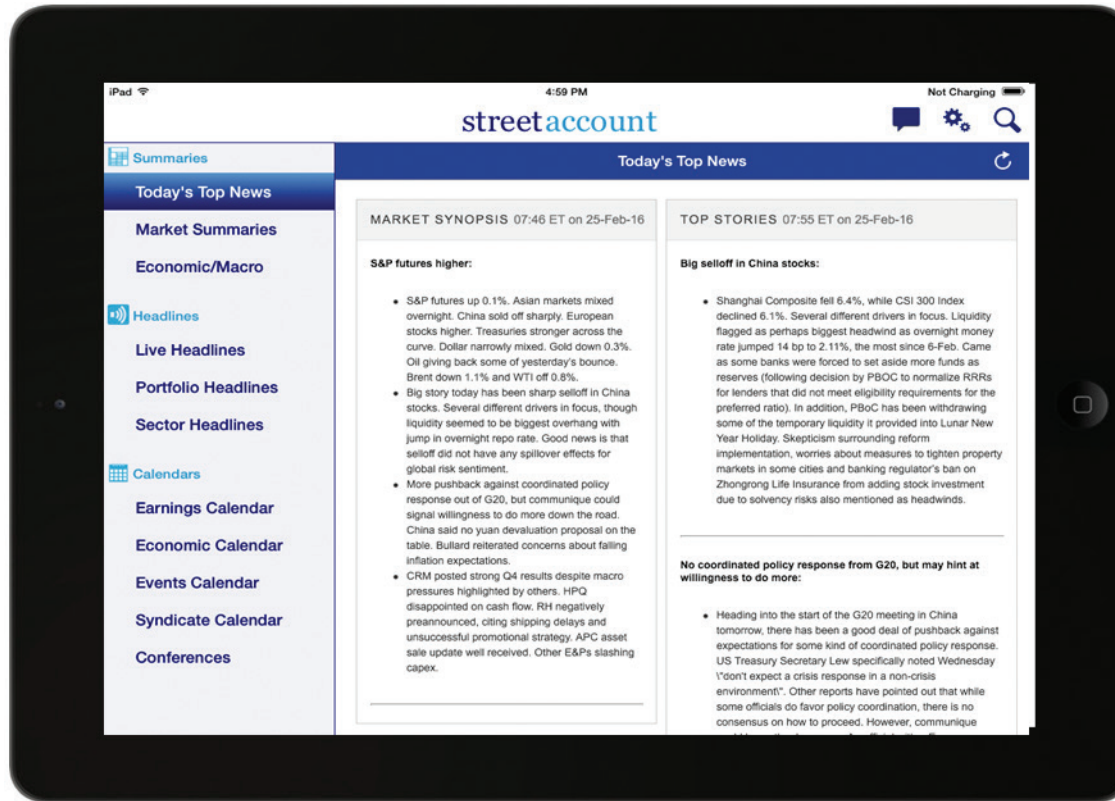 iPad
4:59 PM
Not Charging
streetaccount
Summaries
Today's Top News
Market Summaries
Economic/Macro
Headlines
Live Headlines
Portfolio Headlines
Sector Headlines
Calendars
Earnings Calendar
Economic Calendar
Events Calendar
Syndicate Calendar
Conferences
Today's Top News
MARKET SYNOPSIS 07:46 ET on 25-Feb-16
S&P futures higher:
• S&P futures up 0.1%. Asian markets mixed
overnight. China sold off sharply. European
stocks higher. Treasuries stronger across the
curve. Dollar narrowly mixed. Gold down 0.3%.
Oil giving back some of yesterday's bounce.
Brent down 1.1% and WTI off 0.8%.
• Big story today has been sharp selloff in China
stocks. Several different drivers in focus, though
liquidity seemed to be biggest overhang with
jump in overnight repo rate. Good news is that
selloff did not have any spillover effects for
global risk sentiment.
• More pushback against coordinated policy
response out of G20, but communique could
signal willingness to do more down the road.
China said no yuan devaluation proposal on the
table. Bullard reiterated concerns about falling
inflation expectations.
• CRM posted strong Q4 results despite macro
pressures highlighted by others. HPQ
disappointed on cash flow. RH negatively
preannounced, citing shipping delays and
unsuccessful promotional strategy. APC asset
sale update well received. Other E&Ps slashing
capex.
TOP STORIES 07:55 ET on 25-Feb-16
Big selloff in China stocks:
• Shanghai Composite fell 6.4%, while CSI 300 Index
declined 6.1%. Several different drivers in focus. Liquidity
flagged as perhaps biggest headwind as overnight money
rate jumped 14 bp to 2.11%, the most since 6-Feb. Came
as some banks were forced to set aside more funds as
reserves (following decision by PBOC to normalize RRRs
for lenders that did not meet eligibility requirements for the
preferred ratio). In addition, PBoC has been withdrawing
some of the temporary liquidity it provided into Lunar New
Year Holiday. Skepticism surrounding reform
implementation, worries about measures to tighten property
markets in some cities and banking regulator's ban on
Zhongrong Life Insurance from adding stock investment
due to solvency risks also mentioned as headwinds.
No coordinated policy response from G20, but may hint at
willingness to do more:
• Heading into the start of the G20 meeting in China
tomorrow, there has been a good deal of pushback against
expectations for some kind of coordinated policy response.
US Treasury Secretary Lew specifically noted Wednesday
\"don't expect a crisis response in a non-crisis
environment\". Other reports have pointed out that while
some officials do favor policy coordination, there is no
consensus on how to proceed. However, communique